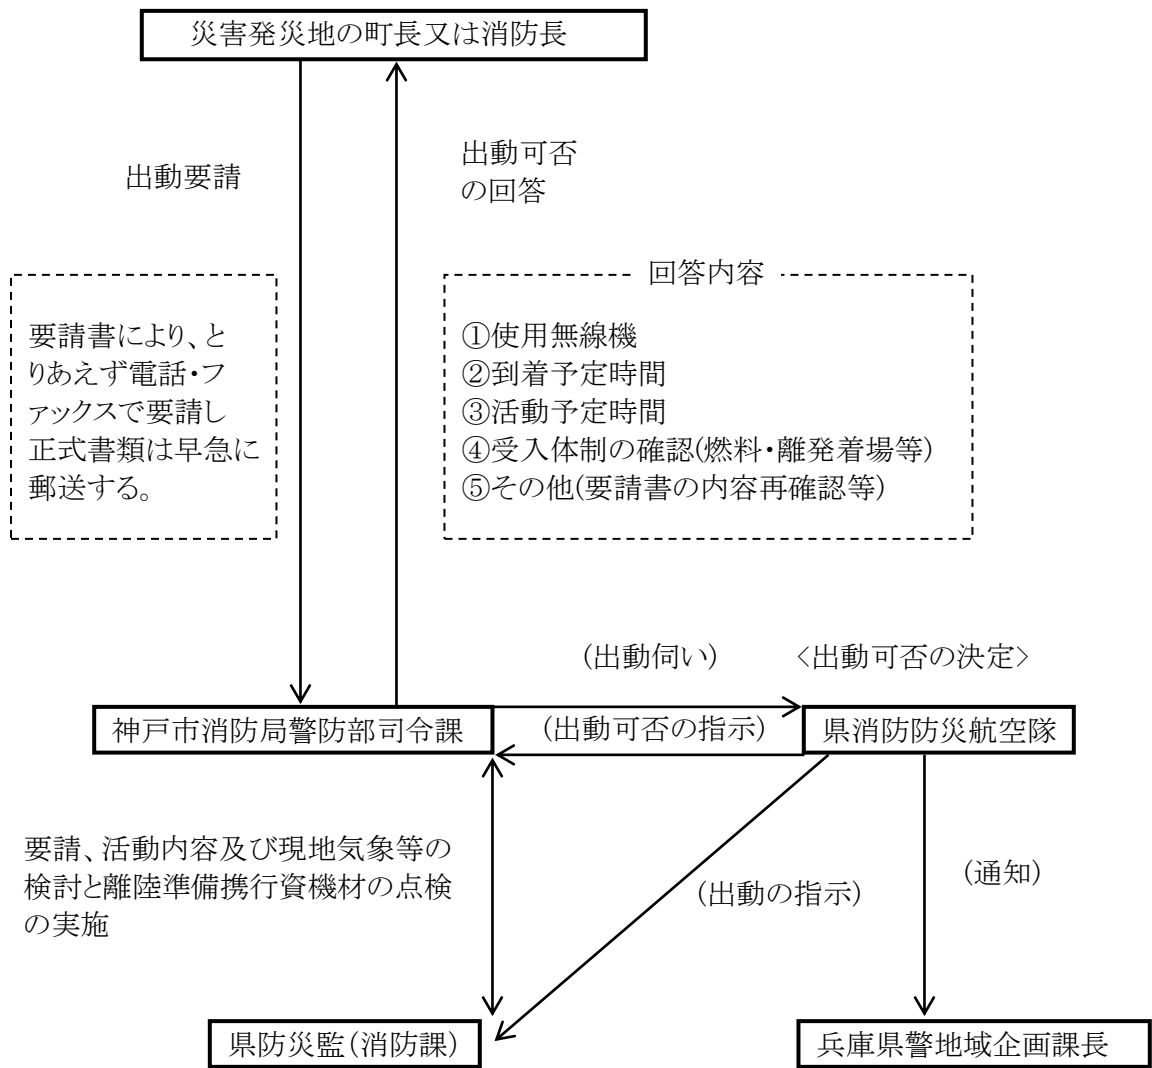 災害発災地の町長又は消防長
出動要請
出動可否
の回答
要請書により、と
りあえず電話・フ
ァックスで要請し
正式書類は早急に
郵送する。
回答内容
①使用無線機
②到着予定時間
③活動予定時間
④受入体制の確認(燃料・離発着場等)
⑤その他(要請書の内容再確認等)
(出動伺い)
<出動可否の決定>
神戸市消防局警防部司令課
(出動可否の指示)
県消防防災航空隊
要請、活動内容及び現地気象等の
検討と離陸準備携行資機材の点検
の実施
(出動の指示)
(通知)
県防災監(消防課)
兵庫県警地域企画課長